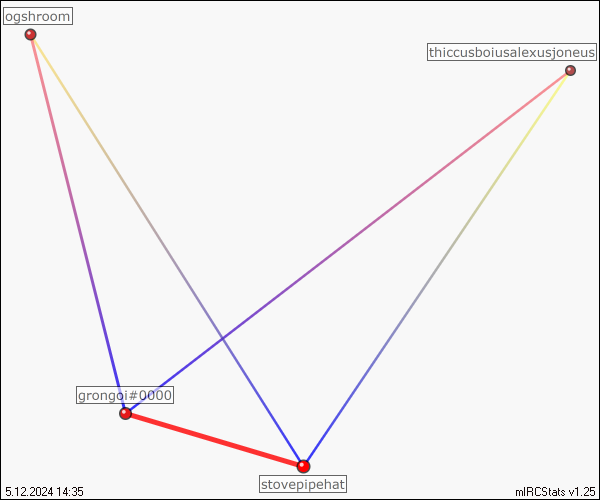 ogshroom
thiccusboiusalexusjoneus
grongoi#0000
stovepipehat
5.12.2024 14:35
mIRCStats v1.25